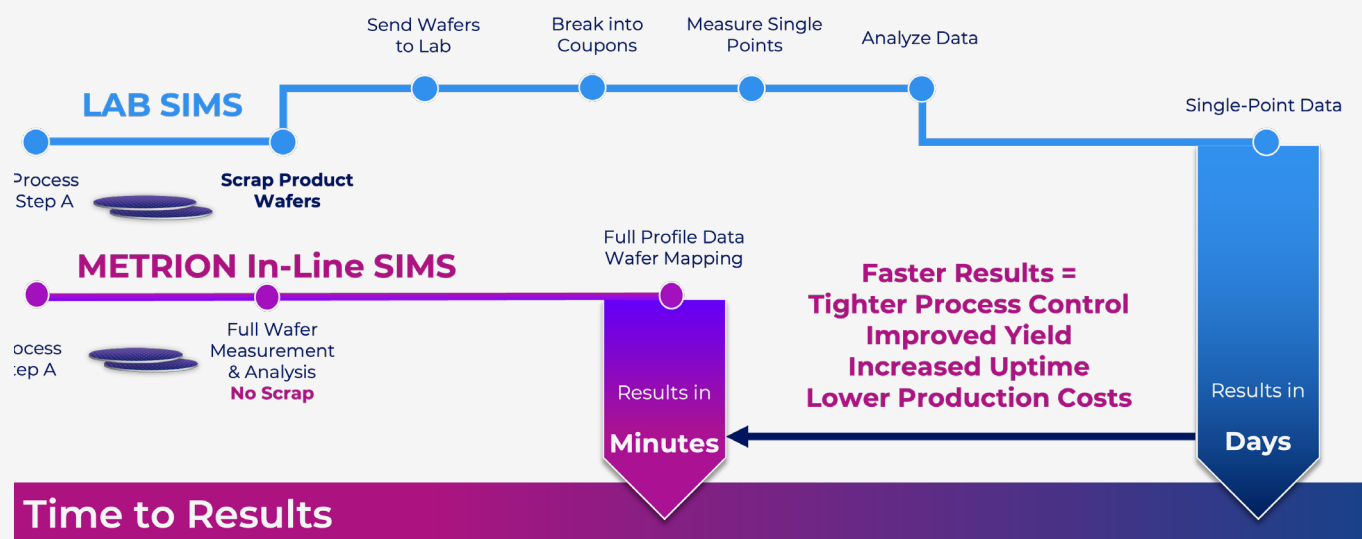 Send Wafers
to Lab
Break into
Coupons
Measure Single
Points
Analyze Data
LAB SIMS
Single-Point Data
Process
Step A
Scrap Product
Wafers
METRION In-Line SIMS
Full Profile Data
Wafer Mapping
Faster Results =
Tighter Process Control
Improved Yield
Increased Uptime
Lower Production Costs
ocess
ep A
Full Wafer
Measurement
& Analysis
No Scrap
Results in
Minutes
Results in
Days
Time to Results